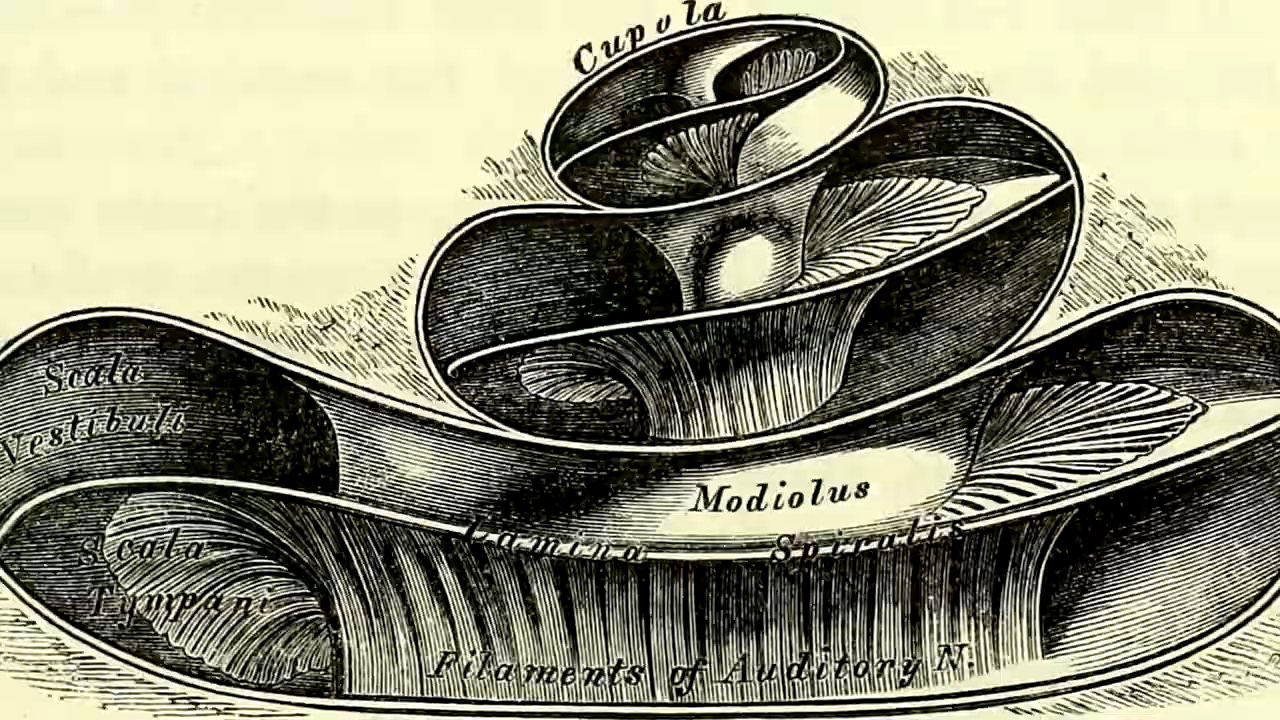 Cupola
Scala
Vestibuli
Modiolus
Lamina Spiralis
Scala
Tympani
Filaments of Auditory N.